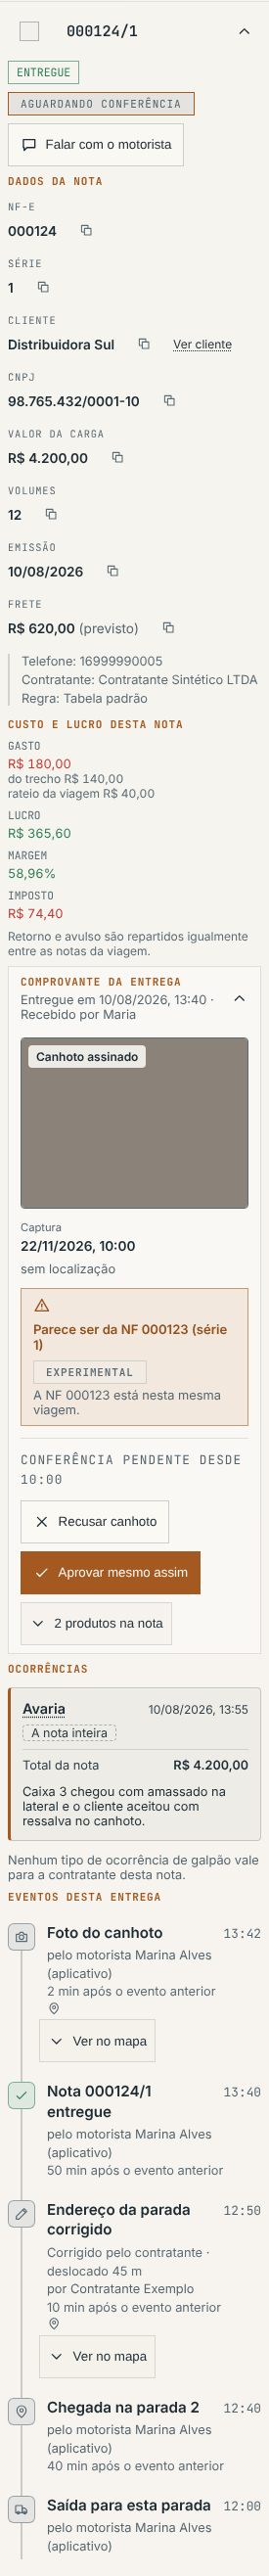 000124/1
ENTREGUE
AGUARDANDO CONFERÊNCIA
Falar com o motorista
DADOS DA NOTA
NF-E
000124
SÉRIE
1
CLIENTE
Distribuidora Sul Ver cliente
CNPJ
98.765.432/0001-10
VALOR DA CARGA
R$ 4.200,00
VOLUMES
12
EMISSÃO
10/08/2026
FRETE
R$ 620,00 (previsto)
Telefone: 16999990005
Contratante: Contratante Sintético LTDA
Regra: Tabela padrão
CUSTO E LUCRO DESTA NOTA
GASTO
R$ 180,00
do trecho R$ 140,00
rateio da viagem R$ 40,00
LUCRO
R$ 365,60
MARGEM
58,96%
IMPOSTO
R$ 74,40
Retorno e avulso são repartidos igualmente
entre as notas da viagem.
COMPROVANTE DA ENTREGA
Entregue em 10/08/2026, 13:40 ·
Recebido por Maria
Canhoto assinado
Captura
22/11/2026, 10:00
sem localização
Parece ser da NF 000123 (série
1)
EXPERIMENTAL
A NF 000123 está nesta mesma
viagem.
CONFERÊNCIA PENDENTE DESDE
10:00
Recusar canhoto
Aprovar mesmo assim
2 produtos na nota
OCORRÊNCIAS
Avaria 10/08/2026, 13:55
A nota inteira
Total da nota R$ 4.200,00
Caixa 3 chegou com amassado na
lateral e o cliente aceitou com
ressalva no canhoto.
Nenhum tipo de ocorrência de galpão vale
para a contratante desta nota.
EVENTOS DESTA ENTREGA
Foto do canhoto 13:42
pelo motorista Marina Alves
(aplicativo)
2 min após o evento anterior
Ver no mapa
Nota 000124/1 13:40
entregue
pelo motorista Marina Alves
(aplicativo)
50 min após o evento anterior
Endereço da parada 12:50
corrigido
Corrigido pelo contratante ·
deslocado 45 m
por Contratante Exemplo
10 min após o evento anterior
Ver no mapa
Chegada na parada 2 12:40
pelo motorista Marina Alves
(aplicativo)
40 min após o evento anterior
Saída para esta parada 12:00
pelo motorista Marina Alves
(aplicativo)